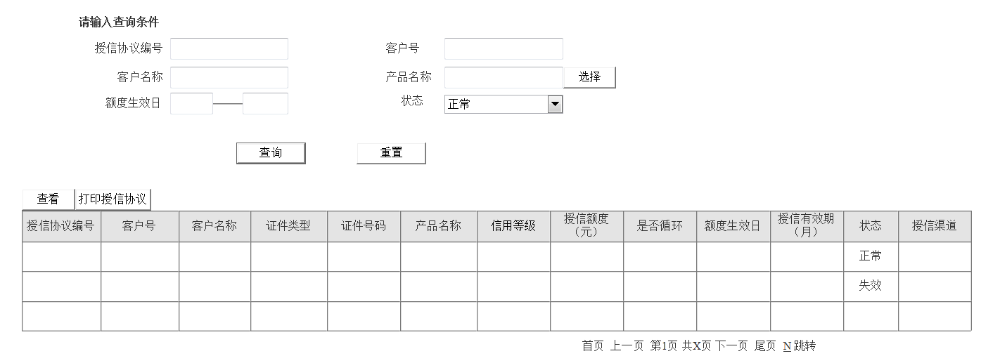 请输入查询条件
授信协议编号 客户号
客户名称 产品名称 选择
额度生效日 状态 正常
查询 重置
查看 打印授信协议
授信协议编号 客户号 客户名称 证件类型 证件号码 产品名称 信用等级 授信额度（元） 是否循环 额度生效日 授信有效期（月） 状态 授信渠道
正常
失效
首页 上一页 第1页 共X页 下一页 尾页 N 跳转